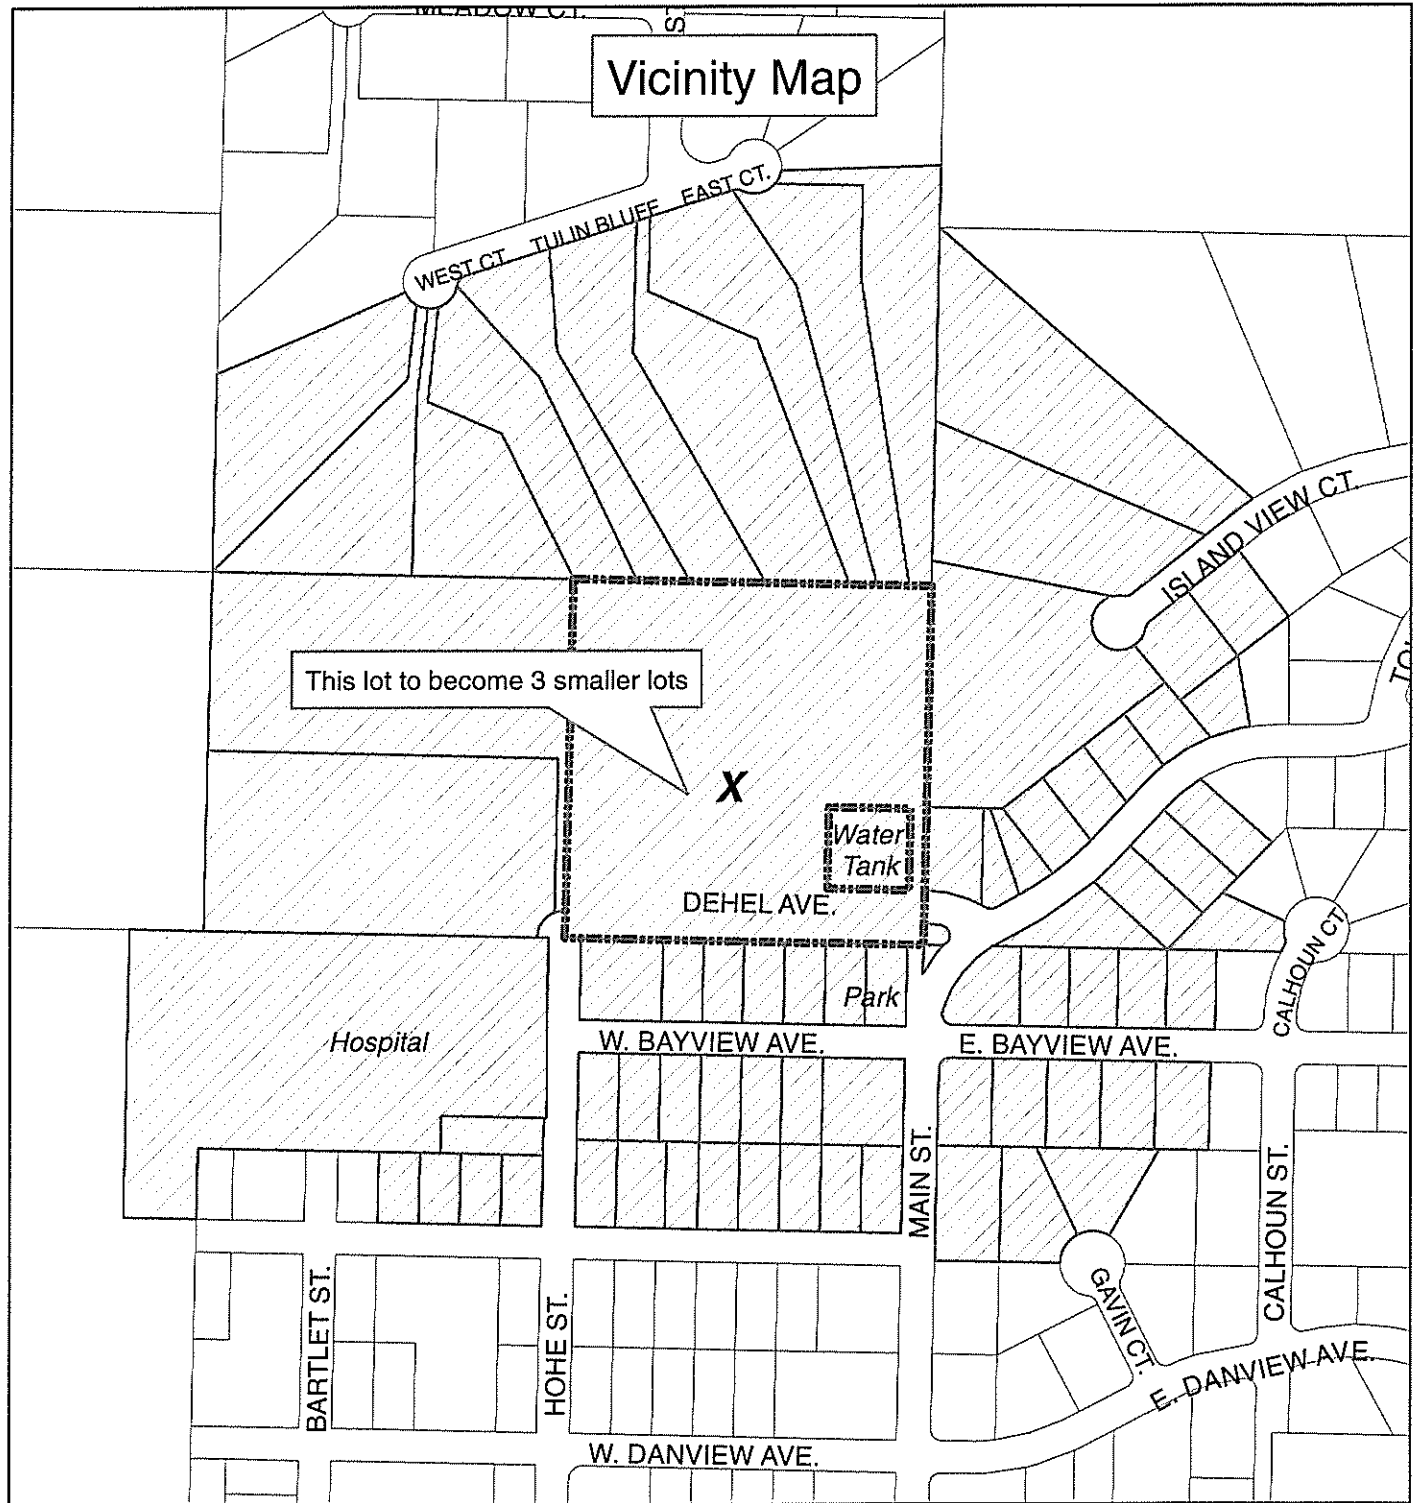 MEADOW CT.
Vicinity Map
WEST CT.
TULIN BLUFF
EAST CT.
ISLAND VIEW CT.
This lot to become 3 smaller lots
X
Water
Tank
DEHEL AVE.
Park
Hospital
W. BAYVIEW AVE.
E. BAYVIEW AVE.
CALHOUN CT.
MAIN ST.
CALHOUN ST.
BARTLET ST.
HOHE ST.
GAVIN CT.
E. DANVIEW AVE.
W. DANVIEW AVE.